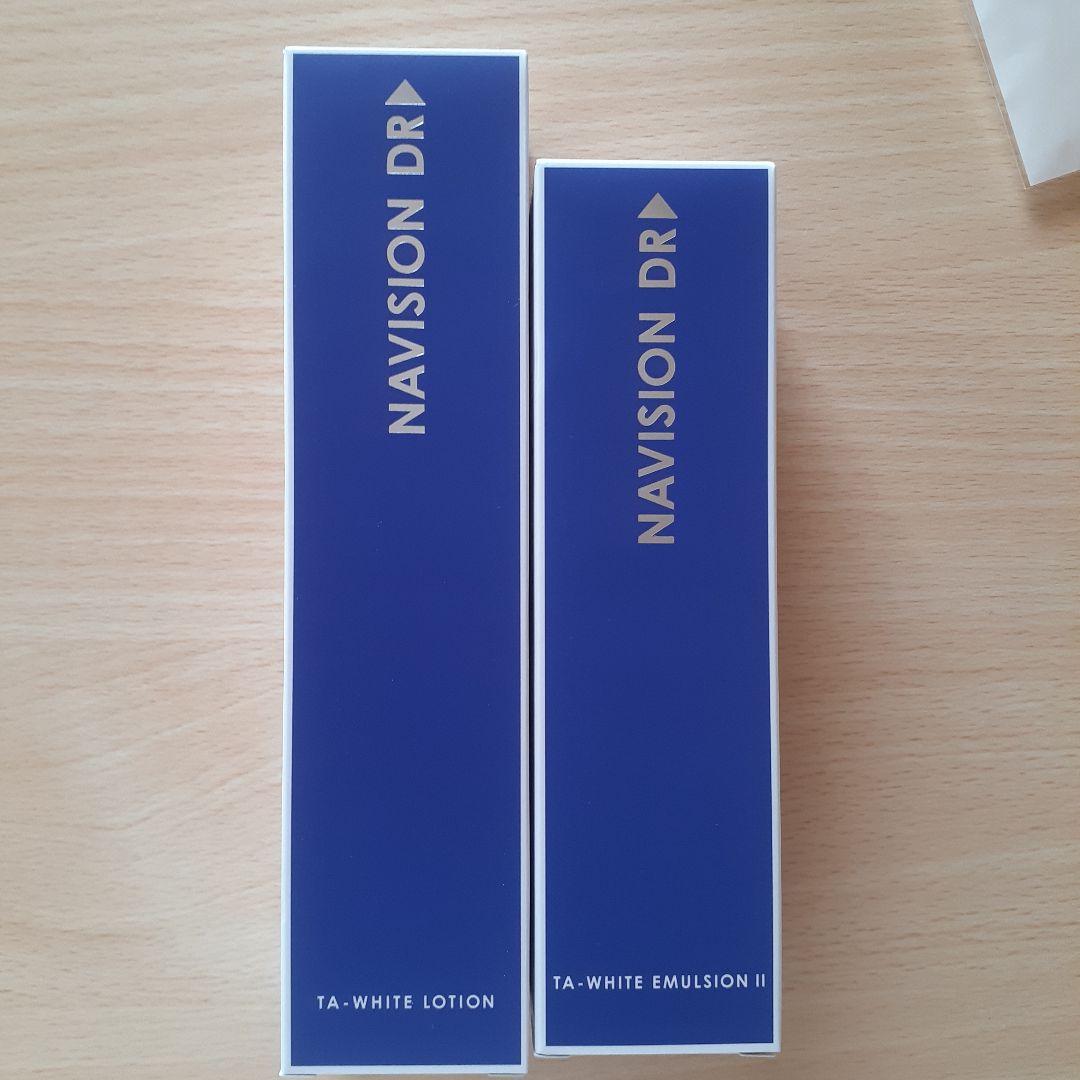 NAVISION DR
TA-WHITE LOTION
NAVISION DR
TA-WHITE EMULSION II